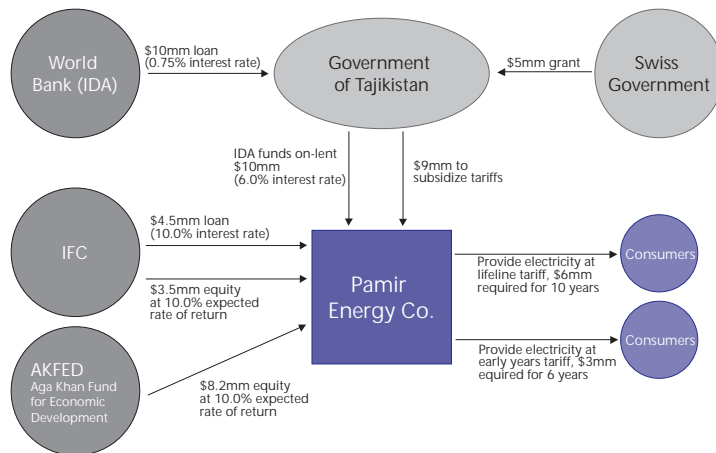 World
Bank (IDA)
$10mm loan
(0.75% interest rate)
Government
of Tajikistan
$5mm grant
Swiss
Government
IDA funds on-lent
$10mm
(6.0% interest rate)
$9mm to
subsidize tariffs
IFC
$4.5mm loan
(10.0% interest rate)
$3.5mm equity
at 10.0% expected
rate of return
Pamir
Energy Co.
Provide electricity at
lifeline tariff, $6mm
required for 10 years
Consumers
AKFED
Aga Khan Fund
for Economic
Development
$8.2mm equity
at 10.0% expected
rate of return
Provide electricity at
early years tariff, $3mm
equired for 6 years
Consumers